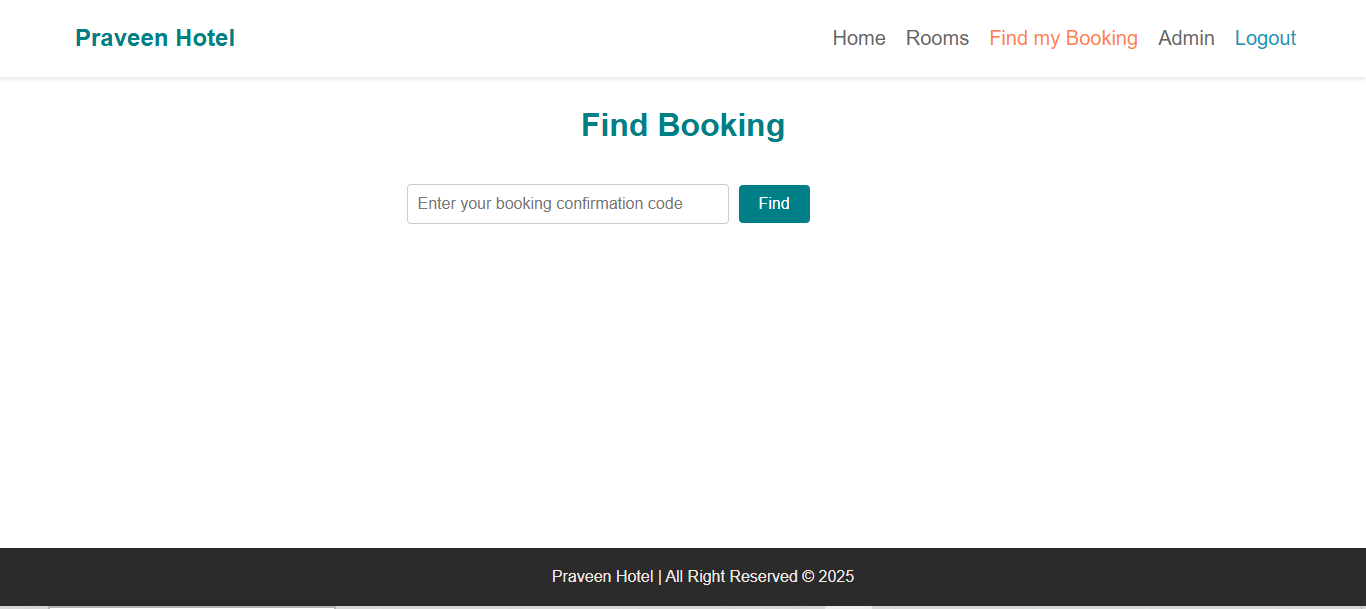 Praveen Hotel
Home Rooms Find my Booking Admin Logout
Find Booking
Enter your booking confirmation code Find
Praveen Hotel | All Right Reserved © 2025